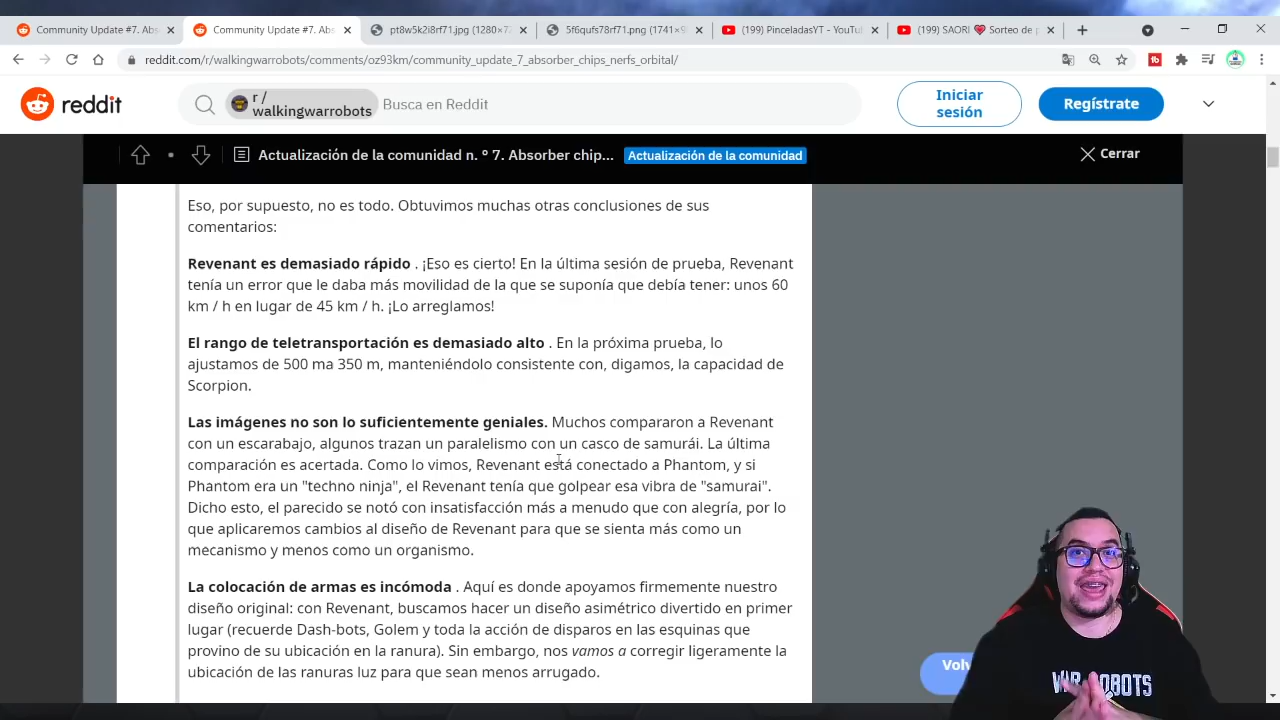 Community Update #7. Abs
Community Update #7. Abs
pt8w5k2i8rf71.jpg (1280×7
5f6qufs78rf71.png (1741×9
(199) PinceladasYT - YouTu
(199) SAORI 💗 Sorteo de p
reddit.com/r/walkingwarrobots/comments/oz93km/community_update_7_absorber_chips_nerfs_orbital/
reddit
r /
walkingwarrobots
Busca en Reddit
Iniciar
sesión
Regístrate
Actualización de la comunidad n. ° 7. Absorber chip...
Actualización de la comunidad
Cerrar
Eso, por supuesto, no es todo. Obtuvimos muchas otras conclusiones de sus
comentarios:
Revenant es demasiado rápido . ¡Eso es cierto! En la última sesión de prueba, Revenant
tenía un error que le daba más movilidad de la que se suponía que debía tener: unos 60
km / h en lugar de 45 km / h. ¡Lo arreglamos!
El rango de teletransportación es demasiado alto . En la próxima prueba, lo
ajustamos de 500 ma 350 m, manteniéndolo consistente con, digamos, la capacidad de
Scorpion.
Las imágenes no son lo suficientemente geniales. Muchos compararon a Revenant
con un escarabajo, algunos trazan un paralelismo con un casco de samurái. La última
comparación es acertada. Como lo vimos, Revenant está conectado a Phantom, y si
Phantom era un "techno ninja", el Revenant tenía que golpear esa vibra de "samurai".
Dicho esto, el parecido se notó con insatisfacción más a menudo que con alegría, por lo
que aplicaremos cambios al diseño de Revenant para que se sienta más como un
mecanismo y menos como un organismo.
La colocación de armas es incómoda . Aquí es donde apoyamos firmemente nuestro
diseño original: con Revenant, buscamos hacer un diseño asimétrico divertido en primer
lugar (recuerde Dash-bots, Golem y toda la acción de disparos en las esquinas que
provino de su ubicación en la ranura). Sin embargo, nos vamos a corregir ligeramente la
ubicación de las ranuras luz para que sean menos arrugado.
Volv
WAR ROBOTS